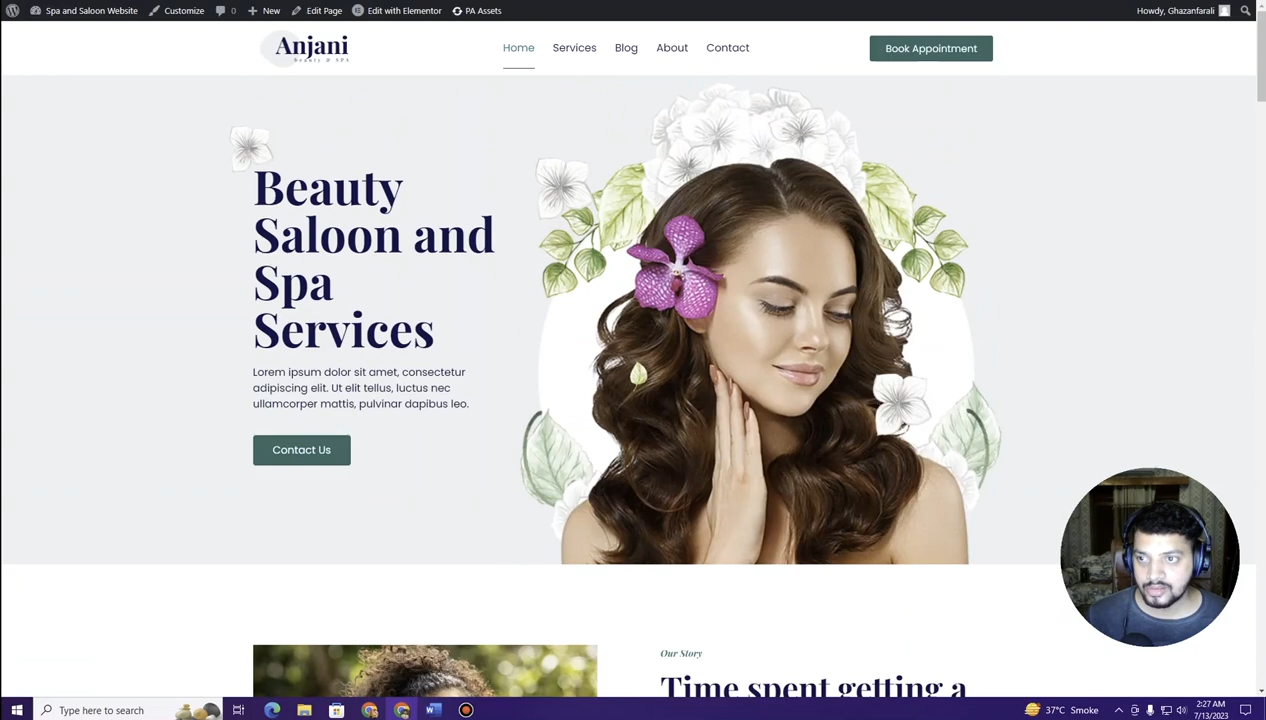 Spa and Saloon Website Customize 0 New Edit Page Edit with Elementor PA Assets Howdy, Ghazanfarali
Anjani
beauty & SPA
Home Services Blog About Contact
Book Appointment
Beauty
Saloon and
Spa
Services
Lorem ipsum dolor sit amet, consectetur
adipiscing elit. Ut elit tellus, luctus nec
ullamcorper mattis, pulvinar dapibus leo.
Contact Us
Our Story
Time spent getting a
Type here to search
37°C Smoke
2:27 AM
7/13/2023